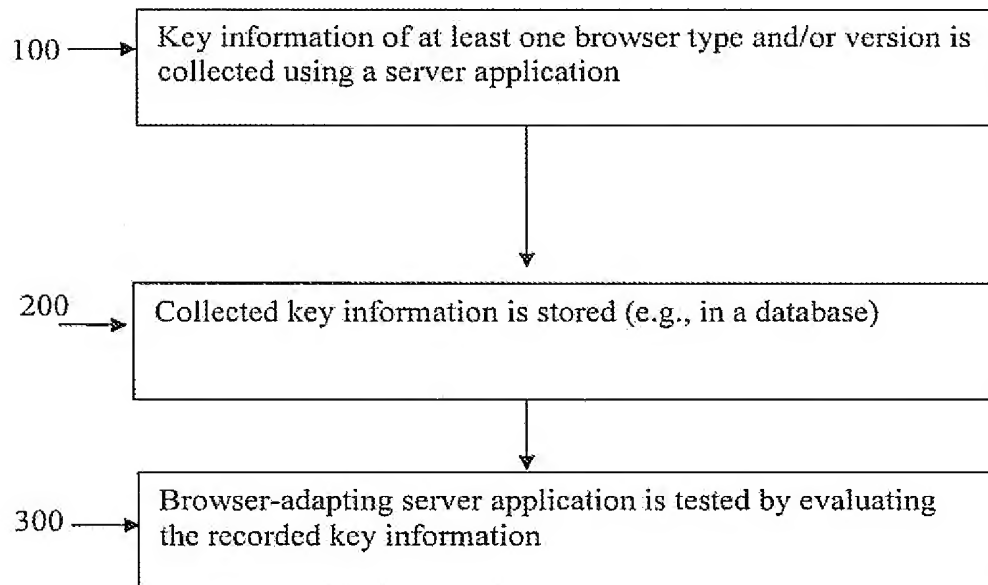 100
Key information of at least one browser type and/or version is
collected using a server application
200
Collected key information is stored (e.g., in a database)
300
Browser-adapting server application is tested by evaluating
the recorded key information